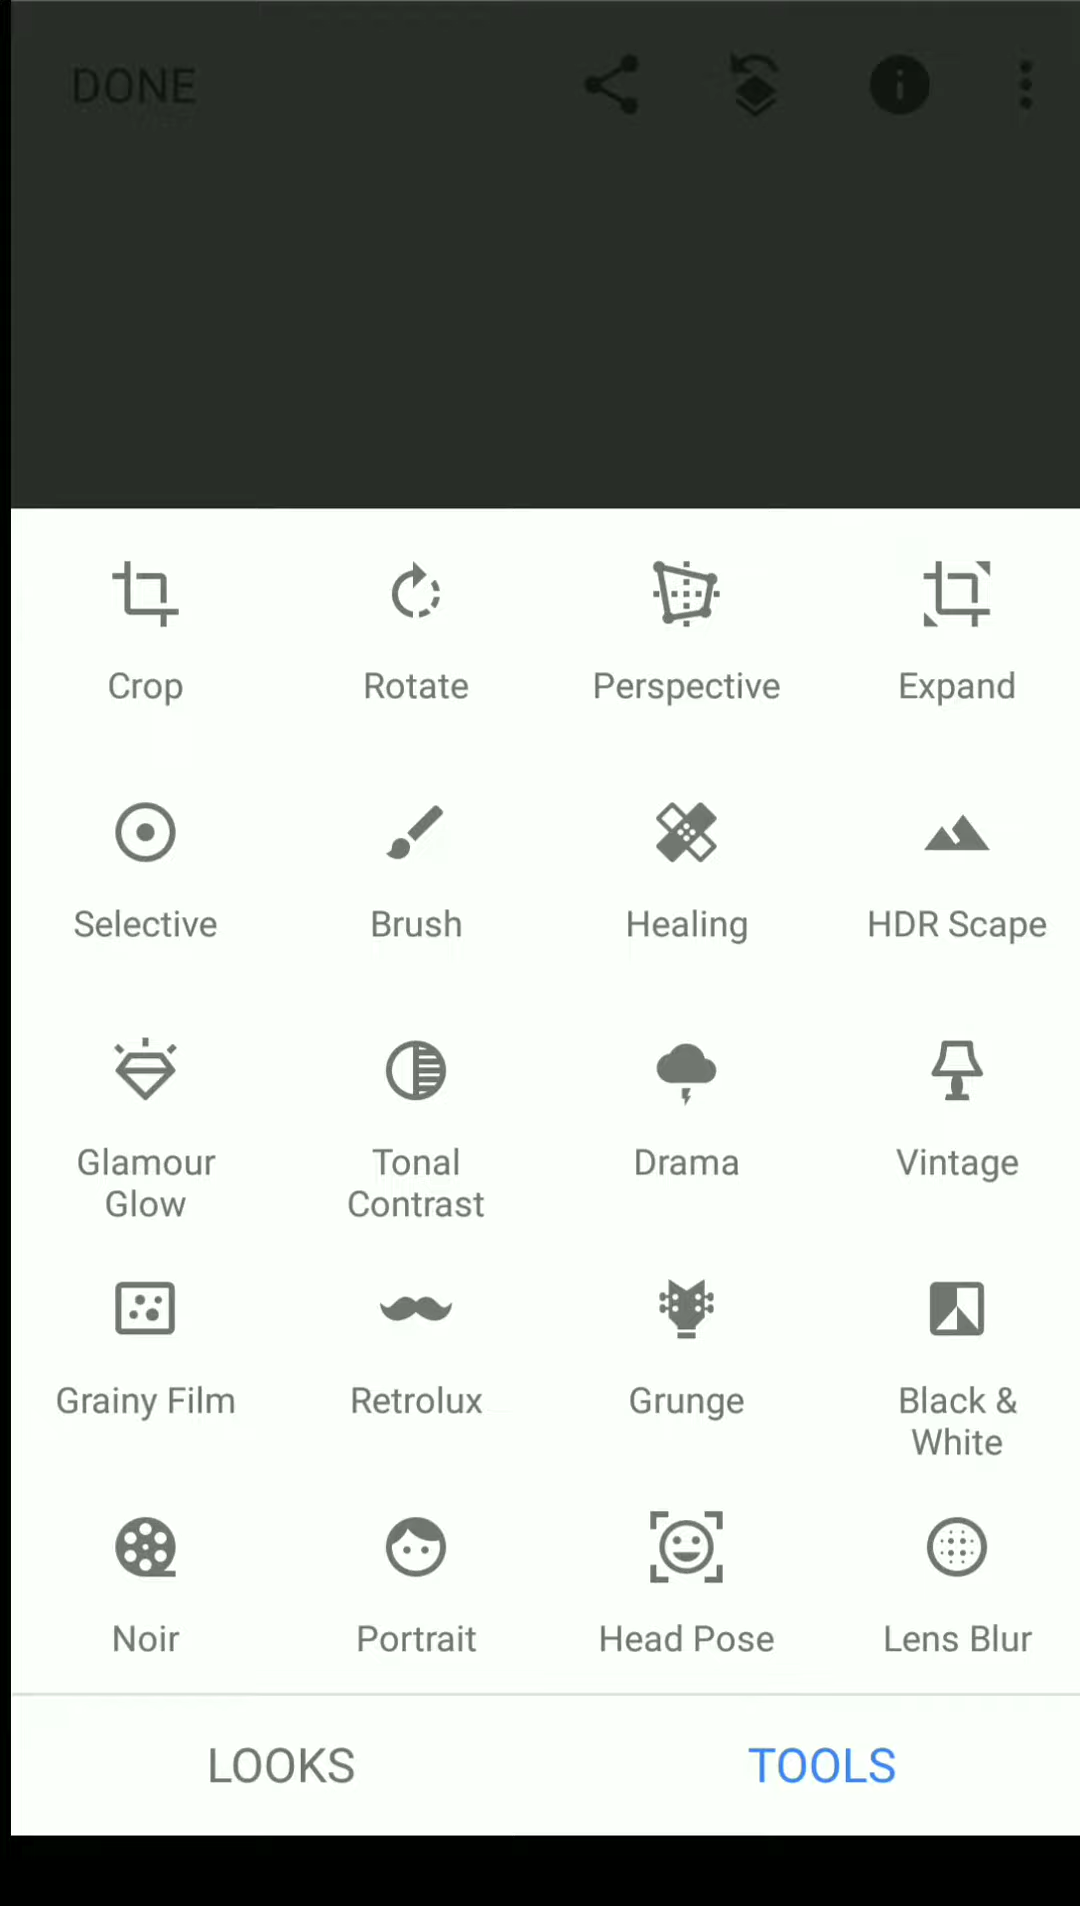 DONE
Crop Rotate Perspective Expand
Selective Brush Healing HDR Scape
Glamour Glow Tonal Contrast Drama Vintage
Grainy Film Retrolux Grunge Black & White
Noir Portrait Head Pose Lens Blur
LOOKS TOOLS